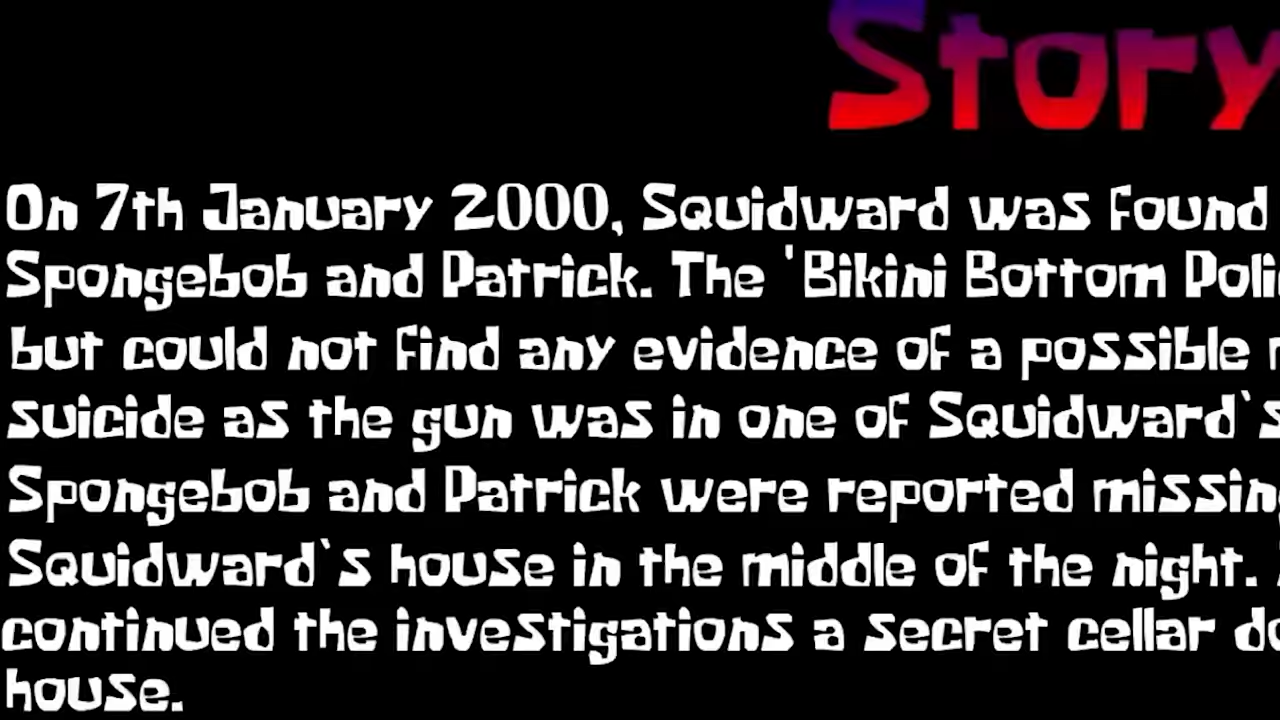 Story
On 7th January 2000, Squidward was found
Spongebob and Patrick. The 'Bikini Bottom
but could not find any evidence of a possible
suicide as the gun was in one of Squidward`s
Spongebob and Patrick were reported
Squidward`s house in the middle of the night.
continued the investigations a secret cellar
house.